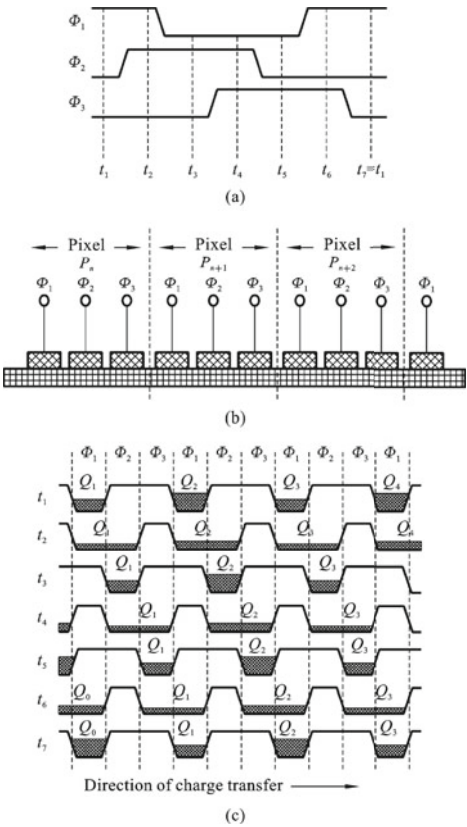 Φ1
Φ2
Φ3
t1 t2 t3 t4 t5 t6 t7=t1
(a)
Pixel Pixel Pixel
Pn Pn+1 Pn+2
Φ1 Φ2 Φ3 Φ1 Φ2 Φ3 Φ1 Φ2 Φ3 Φ1
(b)
Φ1 Φ2 Φ3 Φ1 Φ2 Φ3 Φ1 Φ2 Φ3 Φ1
t1 Q1 Q2 Q3 Q4
t2 Q1 Q2 Q3 Q4
t3 Q1 Q2 Q3
t4 Q1 Q2 Q3
t5 Q1 Q2 Q3
t6 Q0 Q1 Q2 Q3
t7 Q0 Q1 Q2 Q3
Direction of charge transfer
(c)